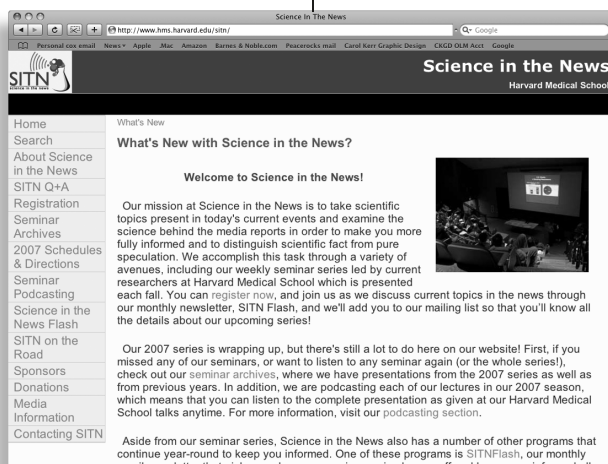 Science In The News
http://www.hms.harvard.edu/sitn/
Google
Personal cox email News Apple .Mac Amazon Barnes & Noble.com Peacerocks mail Carol Kerr Graphic Design CKGD OLM Acct Google
SITN
Science in the News
Harvard Medical School
Home
Search
About Science
in the News
SITN Q+A
Registration
Seminar
Archives
2007 Schedules
& Directions
Seminar
Podcasting
Science in the
News Flash
SITN on the
Road
Sponsors
Donations
Media
Information
Contacting SITN
What's New
What's New with Science in the News?
Welcome to Science in the News!
Our mission at Science in the News is to take scientific
topics present in today's current events and examine the
science behind the media reports in order to make you more
fully informed and to distinguish scientific fact from pure
speculation. We accomplish this task through a variety of
avenues, including our weekly seminar series led by current
researchers at Harvard Medical School which is presented
each fall. You can register now, and join us as we discuss current topics in the news through
our monthly newsletter, SITN Flash, and we'll add you to our mailing list so that you'll know all
the details about our upcoming series!
Our 2007 series is wrapping up, but there's still a lot to do here on our website! First, if you
missed any of our seminars, or want to listen to any seminar again (or the whole series!),
check out our seminar archives, where we have presentations from the 2007 series as well as
from previous years. In addition, we are podcasting each of our lectures in our 2007 season,
which means that you can listen to the complete presentation as given at our Harvard Medical
School talks anytime. For more information, visit our podcasting section.
Aside from our seminar series, Science in the News also has a number of other programs that
continue year-round to keep you informed. One of these programs is SITNFlash, our monthly